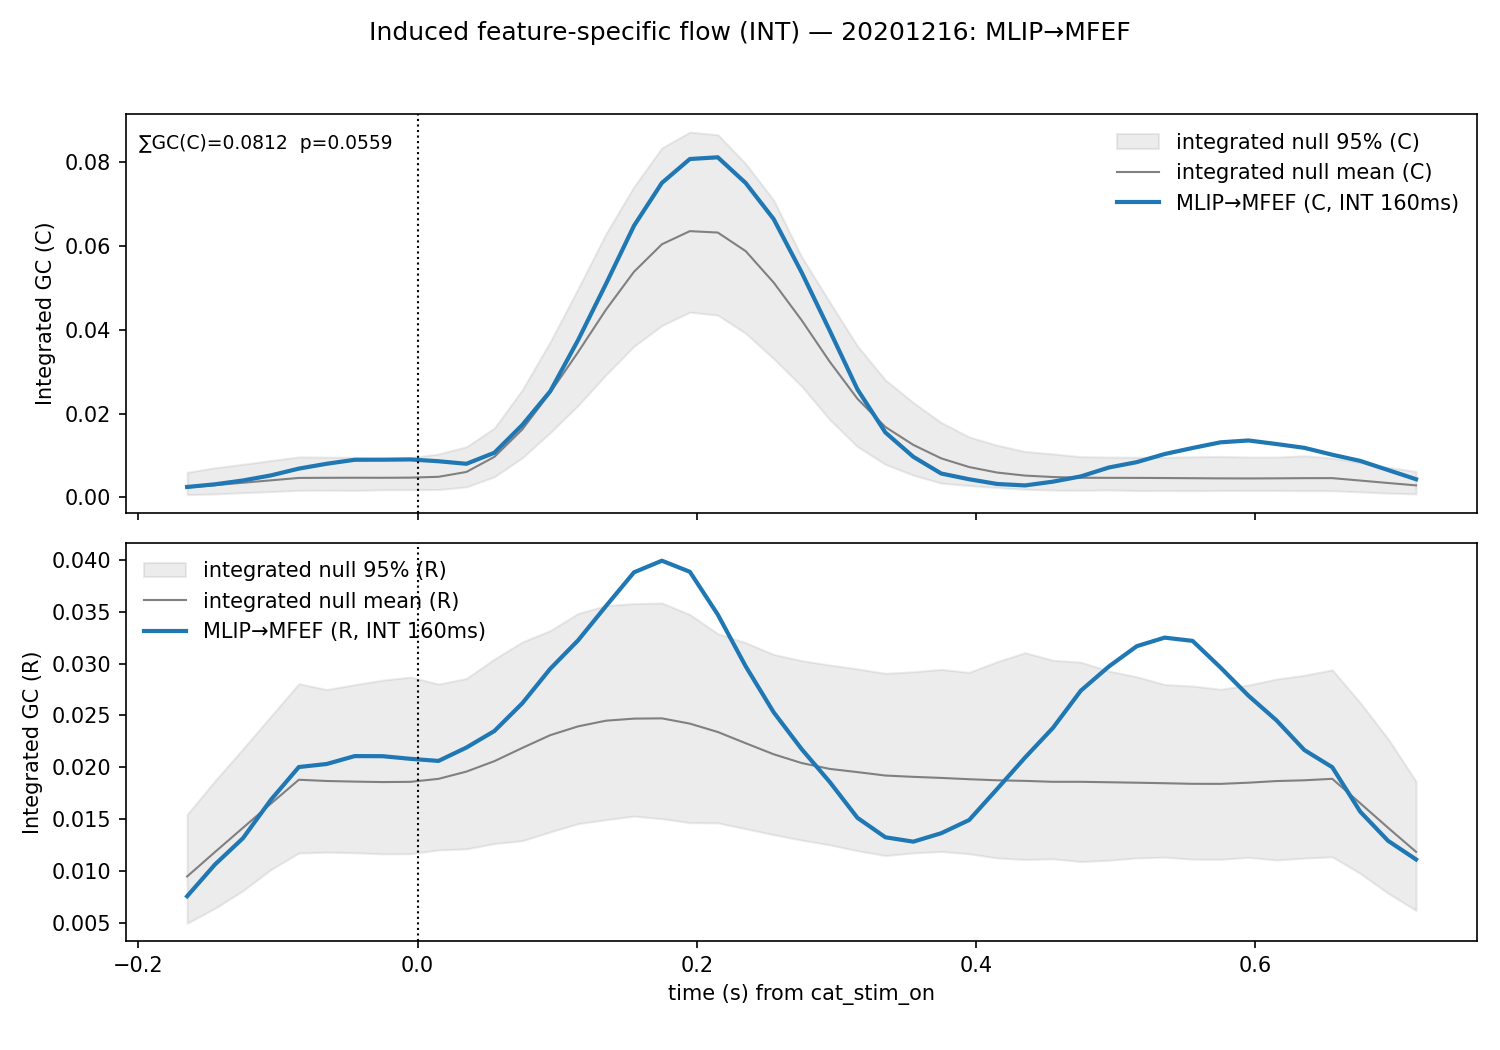 Induced feature-specific flow (INT) — 20201216: MLIP→MFEF
∑GC(C)=0.0812  p=0.0559
integrated null 95% (C)
integrated null mean (C)
MLIP→MFEF (C, INT 160ms)
Integrated GC (C)
0.08
0.06
0.04
0.02
0.00
integrated null 95% (R)
integrated null mean (R)
MLIP→MFEF (R, INT 160ms)
Integrated GC (R)
0.040
0.035
0.030
0.025
0.020
0.015
0.010
0.005
−0.2 0.0 0.2 0.4 0.6
time (s) from cat_stim_on